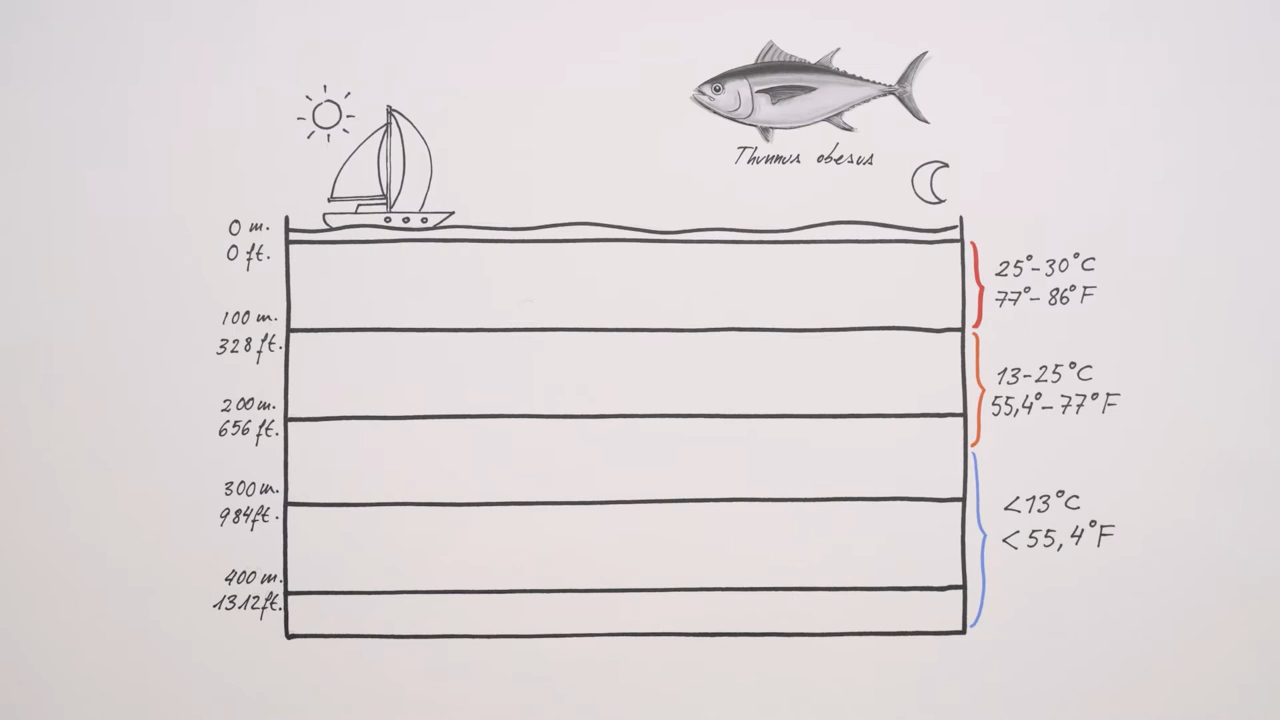 Thunnus obesus
0 m.
0 ft.
100 m.
328 ft.
200 m.
656 ft.
300 m.
984 ft.
400 m.
1312 ft.
25°-30°C
77°-86°F
13-25°C
55,4°-77°F
<13°C
<55,4°F